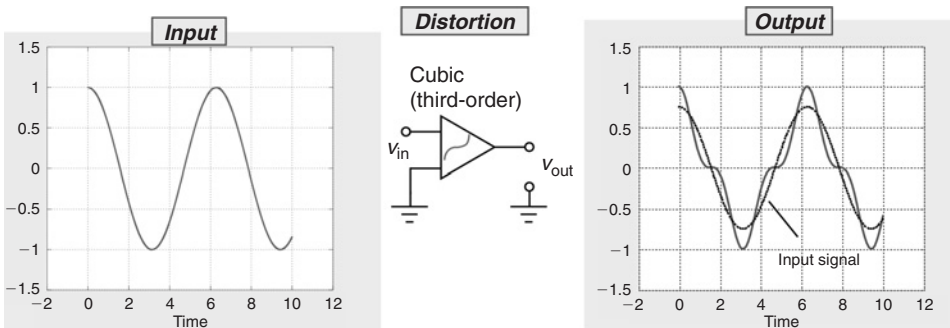 Input
1.5
1
0.5
0
−0.5
−1
−1.5
−2 0 2 4 6 8 10 12
Time
Distortion
Cubic
(third-order)
vin
vout
Output
1.5
1
0.5
0
−0.5
−1
−1.5
Input signal
−2 0 2 4 6 8 10 12
Time